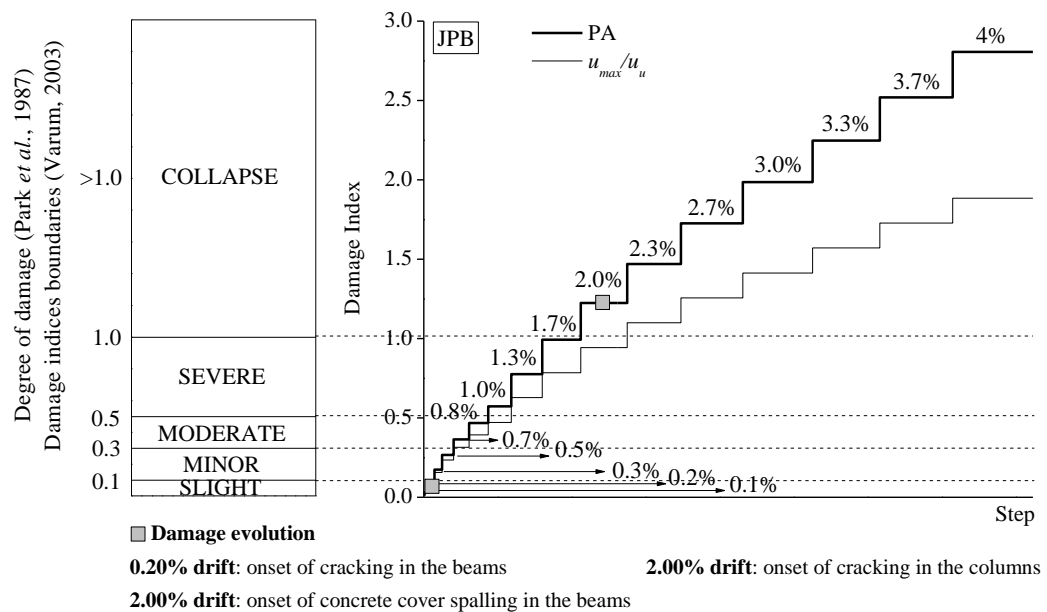 Degree of damage (Park et al., 1987)
Damage indices boundaries (Varum, 2003)
>1.0
1.0
0.5
0.3
0.1
COLLAPSE
SEVERE
MODERATE
MINOR
SLIGHT
Damage Index
3.0
2.5
2.0
1.5
1.0
0.5
0.0
JPB
PA
u_max/u_u
4%
3.7%
3.3%
3.0%
2.7%
2.3%
2.0%
1.7%
1.3%
1.0%
0.8%
0.7%
0.5%
0.3%
0.2%
0.1%
Step
Damage evolution
0.20% drift: onset of cracking in the beams
2.00% drift: onset of cracking in the columns
2.00% drift: onset of concrete cover spalling in the beams